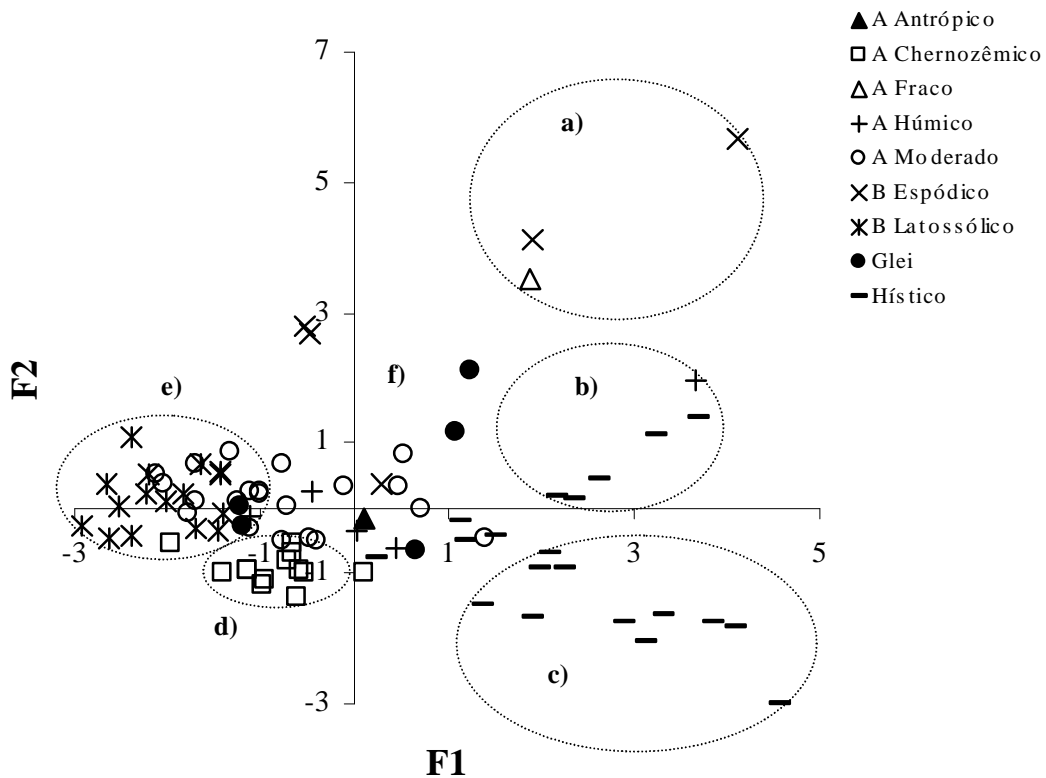 A Antrópico
A Chernozêmico
A Fraco
A Húmico
A Moderado
B Espódico
B Latossólico
Glei
Hístico
7
a)
5
3
f)
b)
e)
F2
1
-3
-1
1
3
5
-1
d)
c)
-3
F1